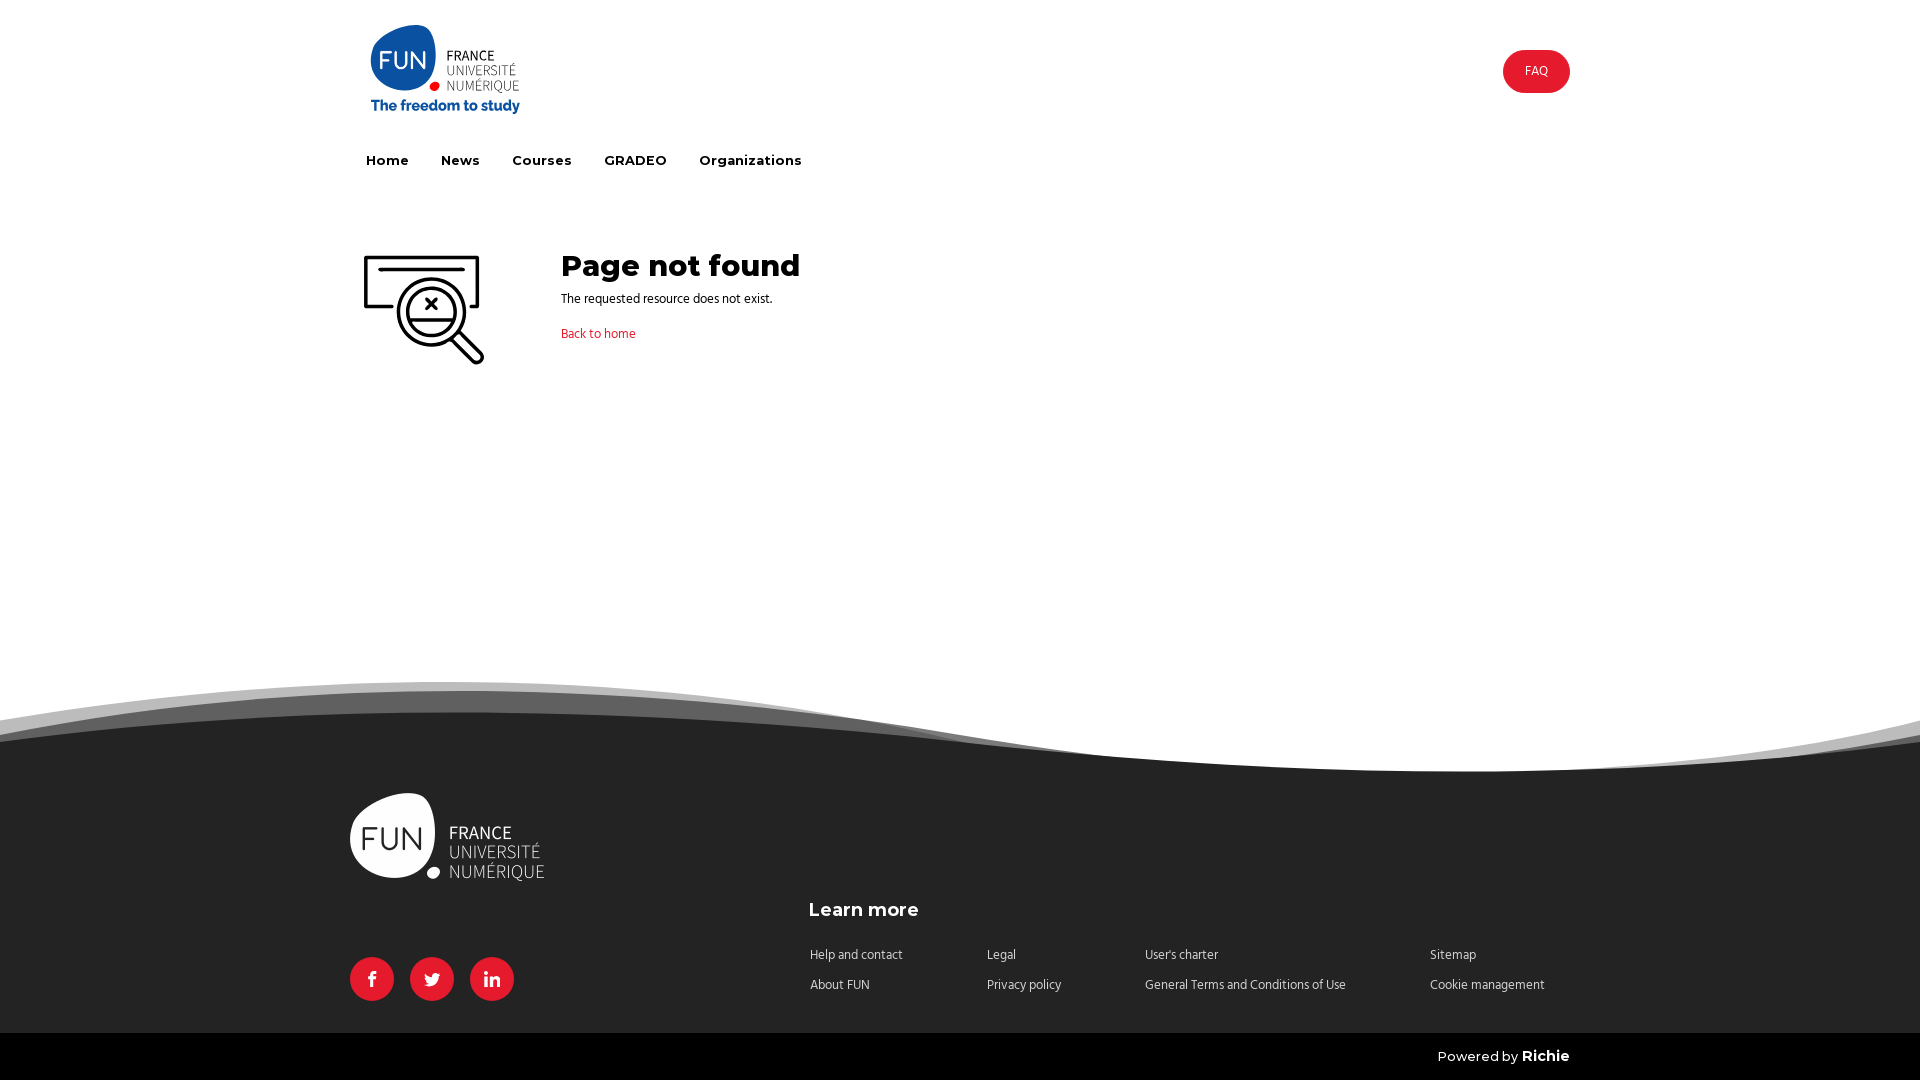 FUN
FRANCE
UNIVERSITÉ
NUMÉRIQUE
The freedom to study
FAQ
Home News Courses GRADEO Organizations
Page not found
The requested resource does not exist.
Back to home
FUN
FRANCE
UNIVERSITÉ
NUMÉRIQUE
Learn more
Help and contact Legal User's charter Sitemap
About FUN Privacy policy General Terms and Conditions of Use Cookie management
f in
Powered by Richie